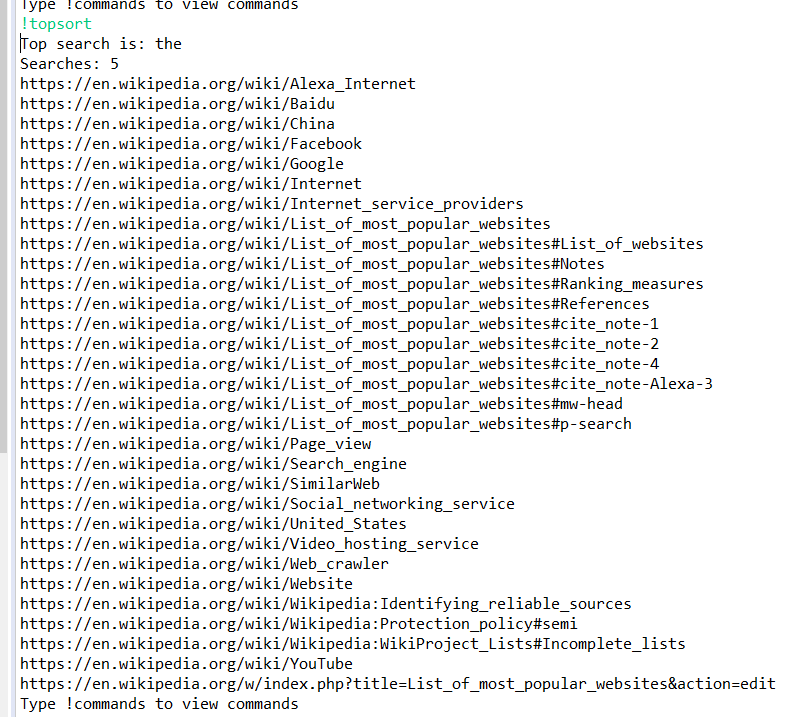 Type !commands to view commands
!topsort
Top search is: the
Searches: 5
https://en.wikipedia.org/wiki/Alexa_Internet
https://en.wikipedia.org/wiki/Baidu
https://en.wikipedia.org/wiki/China
https://en.wikipedia.org/wiki/Facebook
https://en.wikipedia.org/wiki/Google
https://en.wikipedia.org/wiki/Internet
https://en.wikipedia.org/wiki/Internet_service_providers
https://en.wikipedia.org/wiki/List_of_most_popular_websites
https://en.wikipedia.org/wiki/List_of_most_popular_websites#List_of_websites
https://en.wikipedia.org/wiki/List_of_most_popular_websites#Notes
https://en.wikipedia.org/wiki/List_of_most_popular_websites#Ranking_measures
https://en.wikipedia.org/wiki/List_of_most_popular_websites#References
https://en.wikipedia.org/wiki/List_of_most_popular_websites#cite_note-1
https://en.wikipedia.org/wiki/List_of_most_popular_websites#cite_note-2
https://en.wikipedia.org/wiki/List_of_most_popular_websites#cite_note-4
https://en.wikipedia.org/wiki/List_of_most_popular_websites#cite_note-Alexa-3
https://en.wikipedia.org/wiki/List_of_most_popular_websites#mw-head
https://en.wikipedia.org/wiki/List_of_most_popular_websites#p-search
https://en.wikipedia.org/wiki/Page_view
https://en.wikipedia.org/wiki/Search_engine
https://en.wikipedia.org/wiki/SimilarWeb
https://en.wikipedia.org/wiki/Social_networking_service
https://en.wikipedia.org/wiki/United_States
https://en.wikipedia.org/wiki/Video_hosting_service
https://en.wikipedia.org/wiki/Web_crawler
https://en.wikipedia.org/wiki/Website
https://en.wikipedia.org/wiki/Wikipedia:Identifying_reliable_sources
https://en.wikipedia.org/wiki/Wikipedia:Protection_policy#semi
https://en.wikipedia.org/wiki/Wikipedia:WikiProject_Lists#Incomplete_lists
https://en.wikipedia.org/wiki/YouTube
https://en.wikipedia.org/w/index.php?title=List_of_most_popular_websites&action=edit
Type !commands to view commands